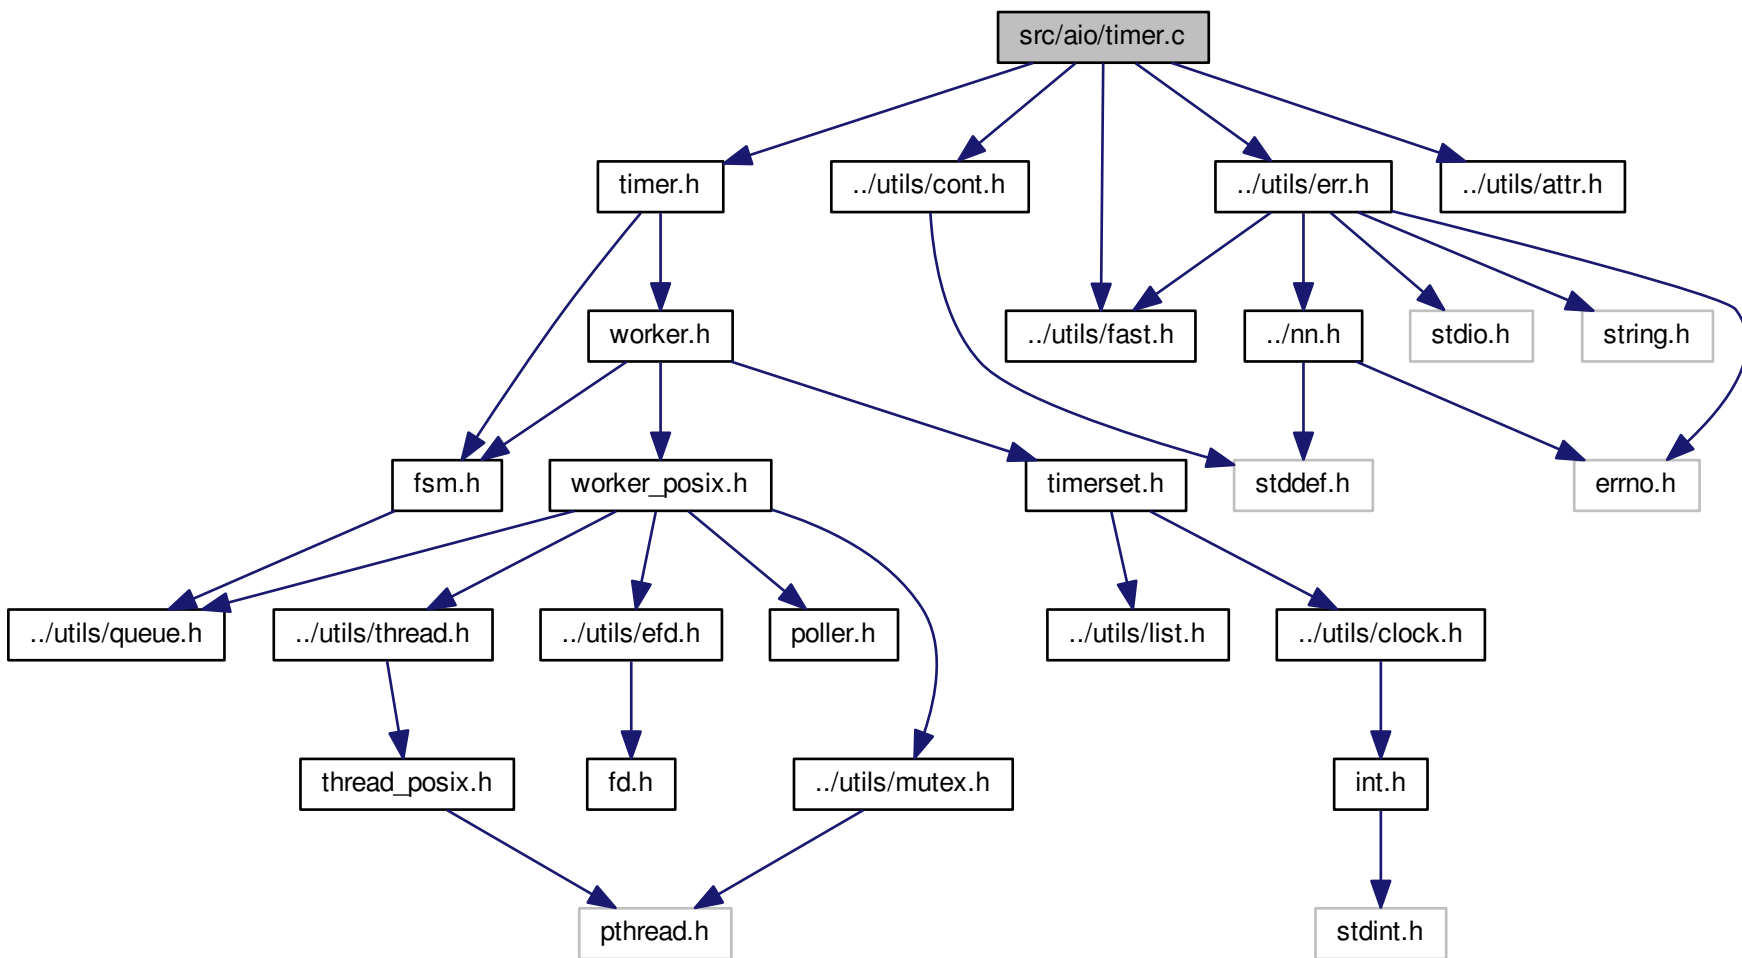 src/aio/timer.c
timer.h
../utils/cont.h
../utils/err.h
../utils/attr.h
worker.h
../utils/fast.h
../nn.h
stdio.h
string.h
fsm.h
worker_posix.h
timerset.h
stddef.h
errno.h
../utils/queue.h
../utils/thread.h
../utils/efd.h
poller.h
../utils/list.h
../utils/clock.h
thread_posix.h
fd.h
../utils/mutex.h
int.h
pthread.h
stdint.h